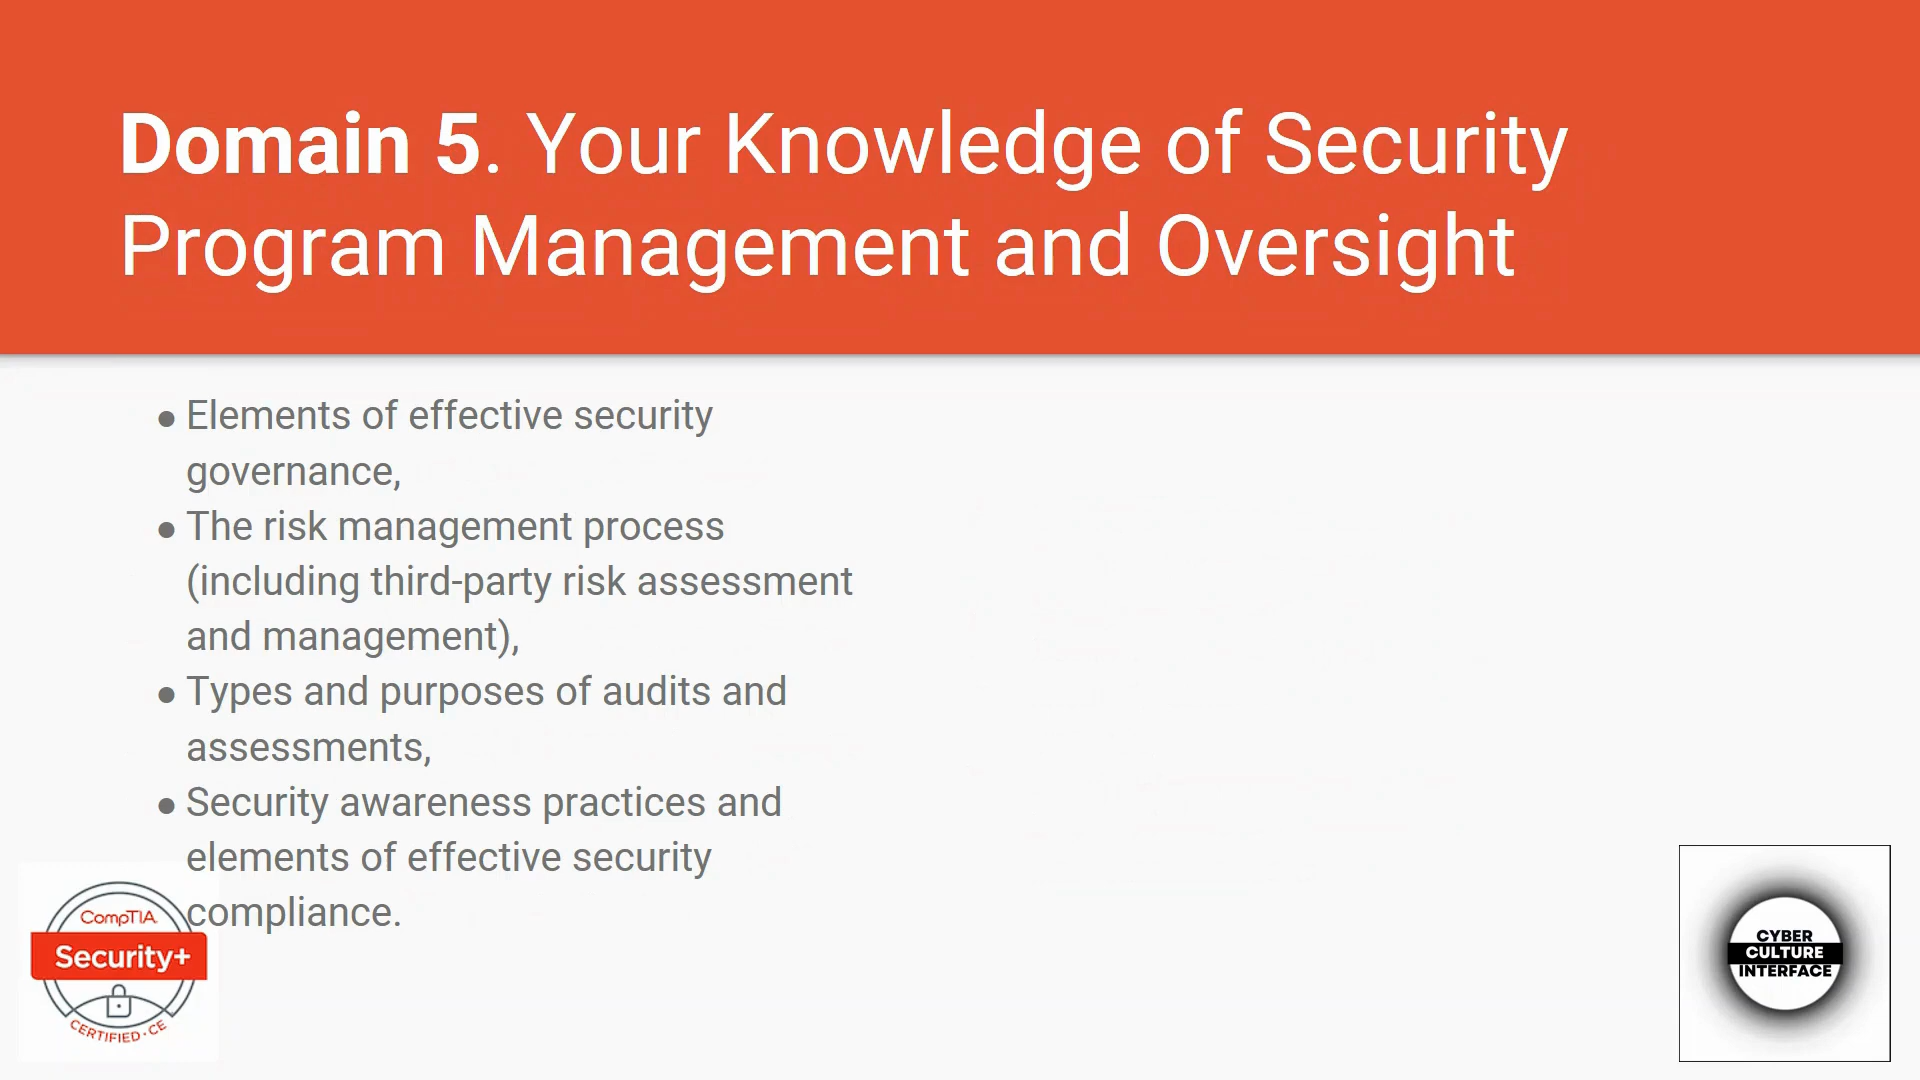 Domain 5. Your Knowledge of Security
Program Management and Oversight
● Elements of effective security
governance,
● The risk management process
(including third-party risk assessment
and management),
● Types and purposes of audits and
assessments,
● Security awareness practices and
elements of effective security
compliance.
CompTIA.
Security+
CERTIFIED · CE
CYBER
CULTURE
INTERFACE